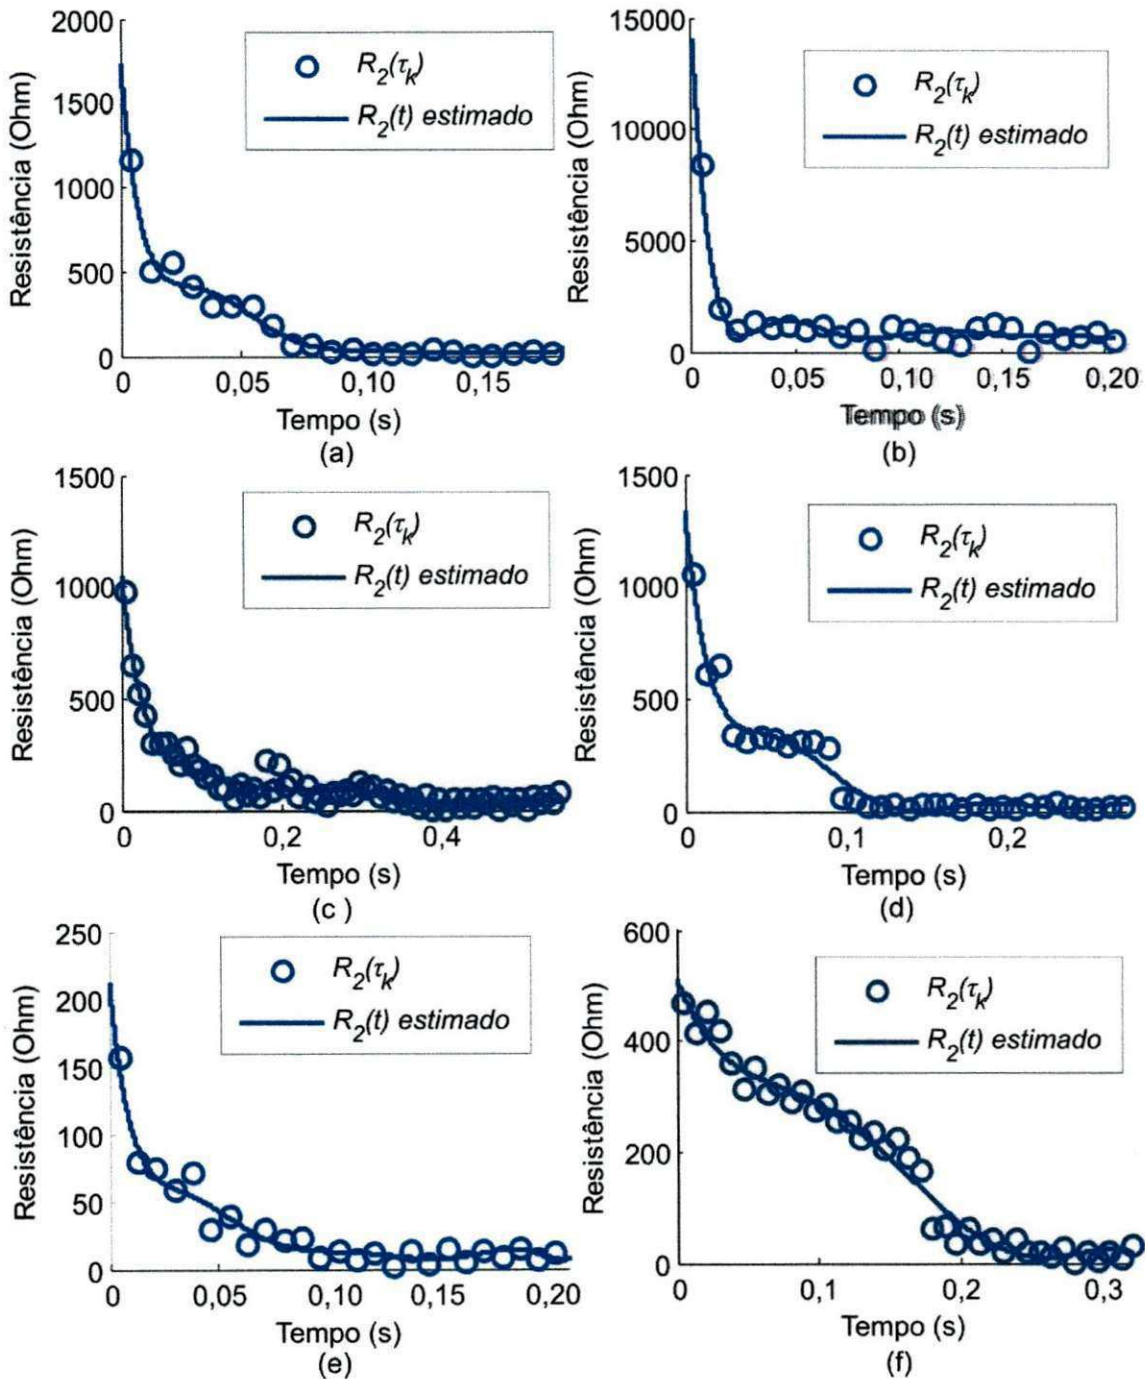 2000
1500
1000
500
0
Resistência (Ohm)
R2(τk)
R2(t) estimado
0 0,05 0,10 0,15
Tempo (s)
(a)
15000
10000
5000
0
Resistência (Ohm)
R2(τk)
R2(t) estimado
0 0,05 0,10 0,15 0,20
Tempo (s)
(b)
1500
1000
500
0
Resistência (Ohm)
R2(τk)
R2(t) estimado
0 0,2 0,4
Tempo (s)
(c )
1500
1000
500
0
Resistência (Ohm)
R2(τk)
R2(t) estimado
0 0,1 0,2
Tempo (s)
(d)
250
200
150
100
50
0
Resistência (Ohm)
R2(τk)
R2(t) estimado
0 0,05 0,10 0,15 0,20
Tempo (s)
(e)
600
400
200
0
Resistência (Ohm)
R2(τk)
R2(t) estimado
0 0,1 0,2 0,3
Tempo (s)
(f)